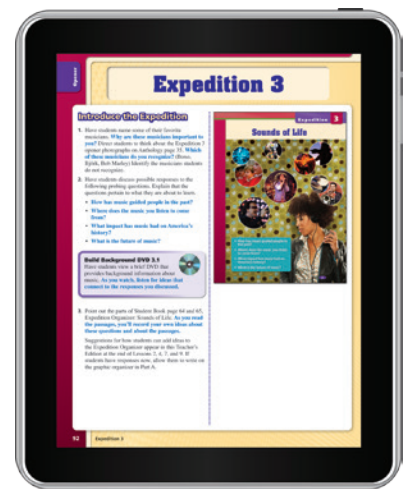 Opener
Expedition 3
Introduce the Expedition
1. Have students name some of their favorite
musicians. Why are these musicians important to
you? Direct students to think about the Expedition 3
opener photographs on Anthology page 35. Which
of these musicians do you recognize? (Bono,
Björk, Bob Marley) Identify the musicians students
do not recognize.
2. Have students discuss possible responses to the
following probing questions. Explain that the
questions pertain to what they are about to learn.
• How has music guided people in the past?
• Where does the music you listen to come
from?
• What impact has music had on America's
history?
• What is the future of music?
Build Background DVD 3.1
Have students view a brief DVD that
provides background information about
music. As you watch, listen for ideas that
connect to the responses you discussed.
3. Point out the parts of Student Book page 64 and 65,
Expedition Organizer: Sounds of Life. As you read
the passages, you'll record your own ideas about
these questions and about the passages.
Suggestions for how students can add ideas to
the Expedition Organizer appear in this Teacher's
Edition at the end of Lessons 2, 4, 7, and 9. If
students have responses now, allow them to write on
the graphic organizer in Part A.
Expedition 3
Sounds of Life
92 Expedition 3